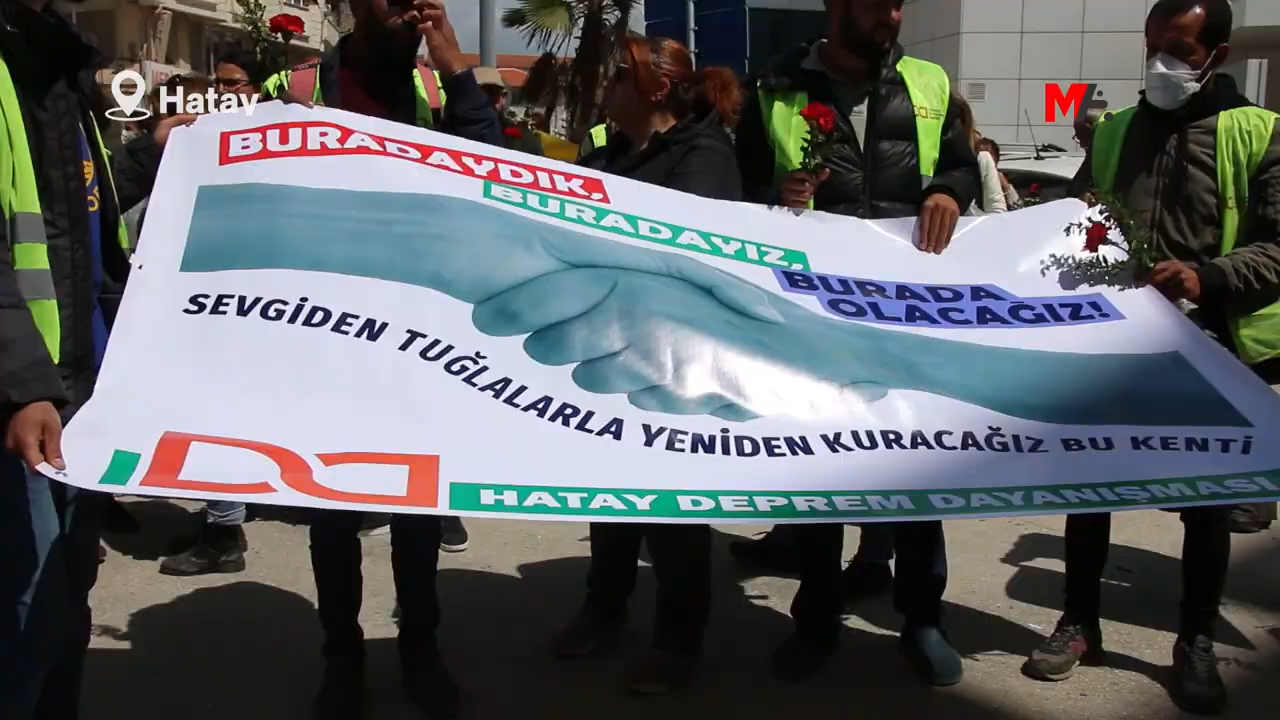 Hatay
BURADAYDIK,
BURADAYIZ,
BURADA
OLACAĞIZ!
SEVGİDEN TUĞLALARLA YENİDEN KURACAĞIZ BU KENTİ
HATAY DEPREM DAYANIŞMASI